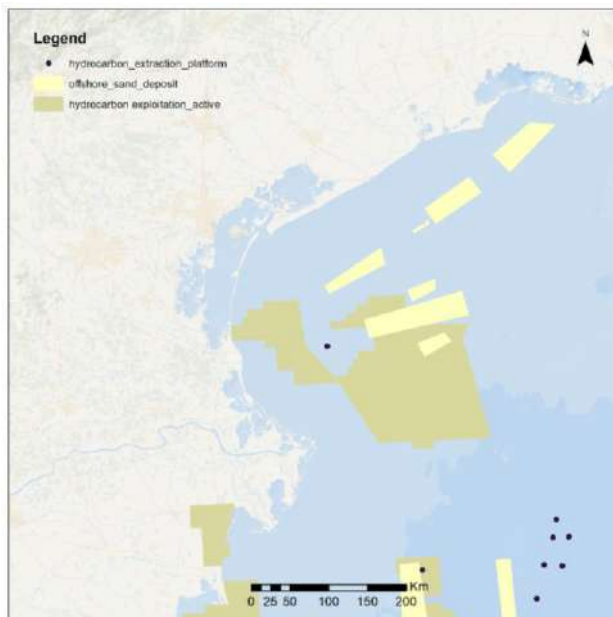 Legend
N
hydrocarbon_extraction_platform
offshore_sand_deposit
hydrocarbon exploitation_active
Km
0 25 50 100 150 200